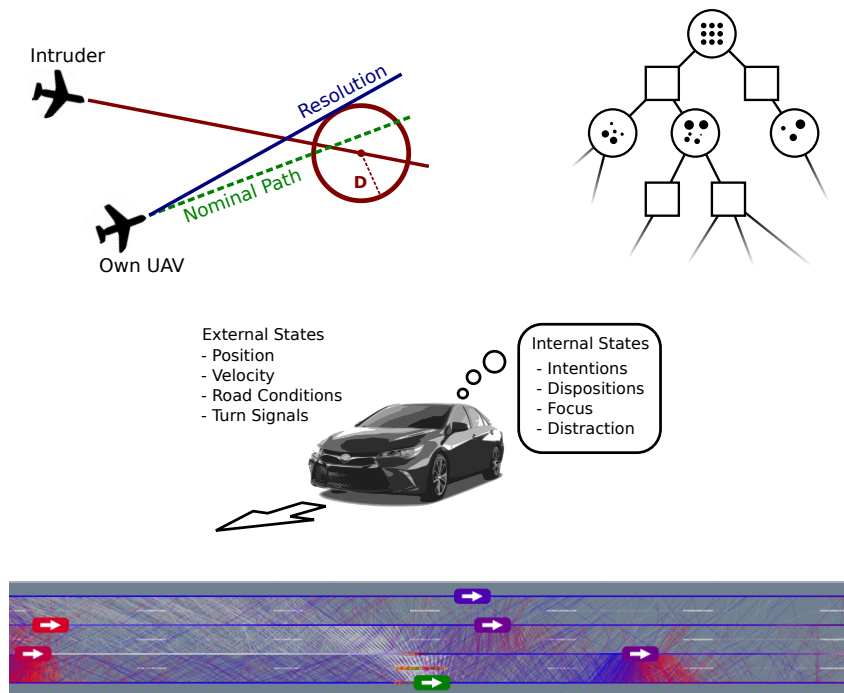 Intruder
Resolution
Nominal Path
D
Own UAV
External States
- Position
- Velocity
- Road Conditions
- Turn Signals
Internal States
- Intentions
- Dispositions
- Focus
- Distraction